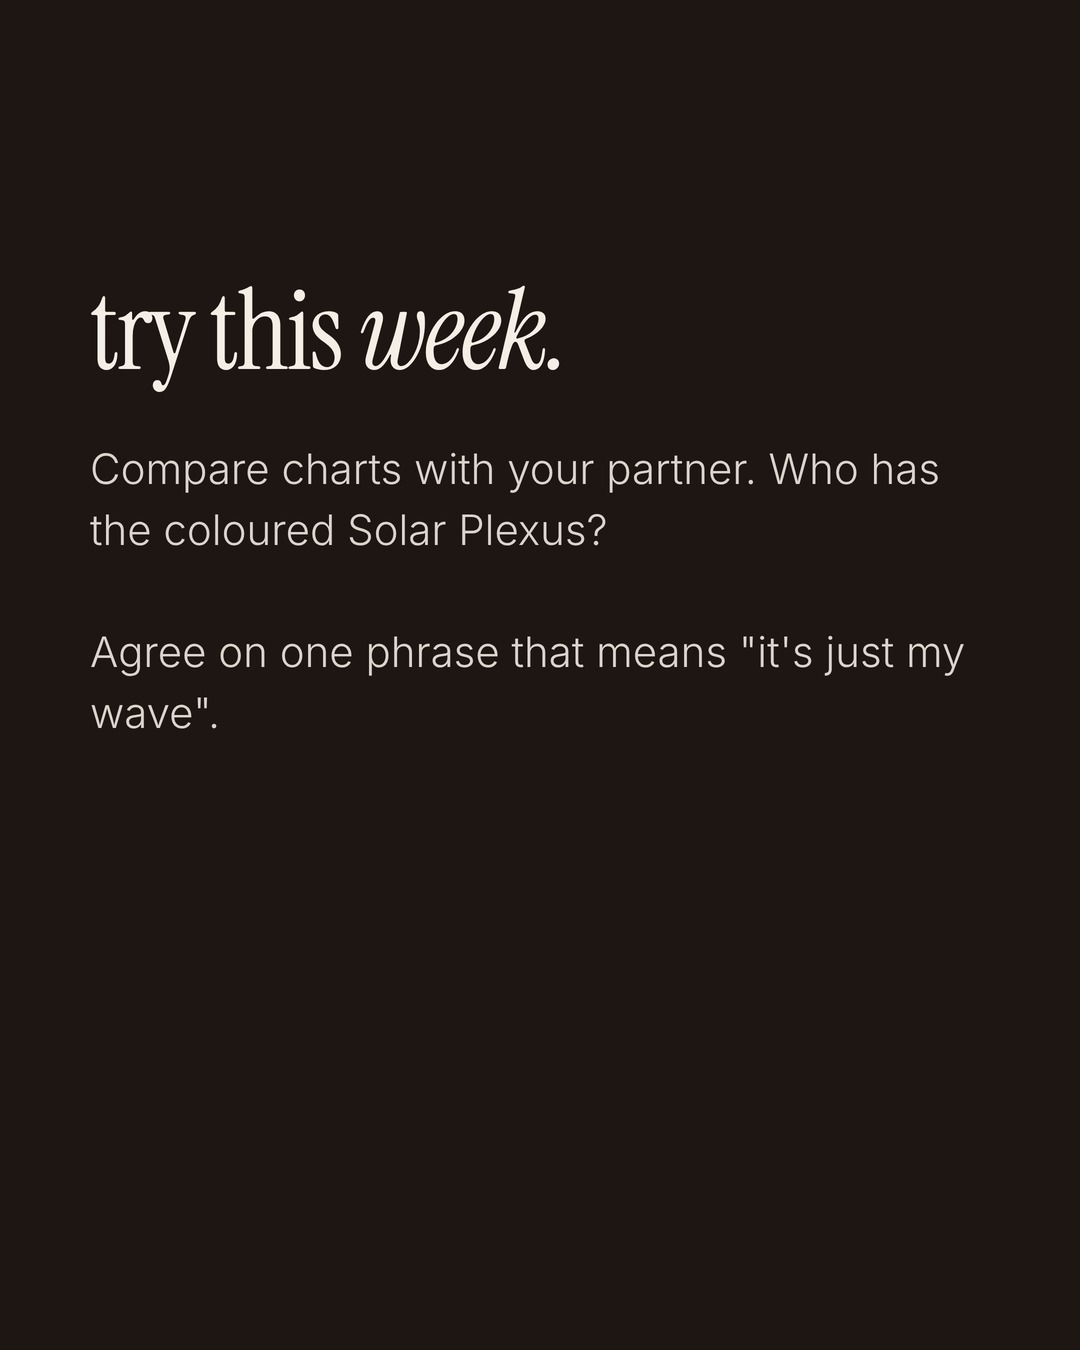 try this week.
Compare charts with your partner. Who has
the coloured Solar Plexus?
Agree on one phrase that means "it's just my
wave".